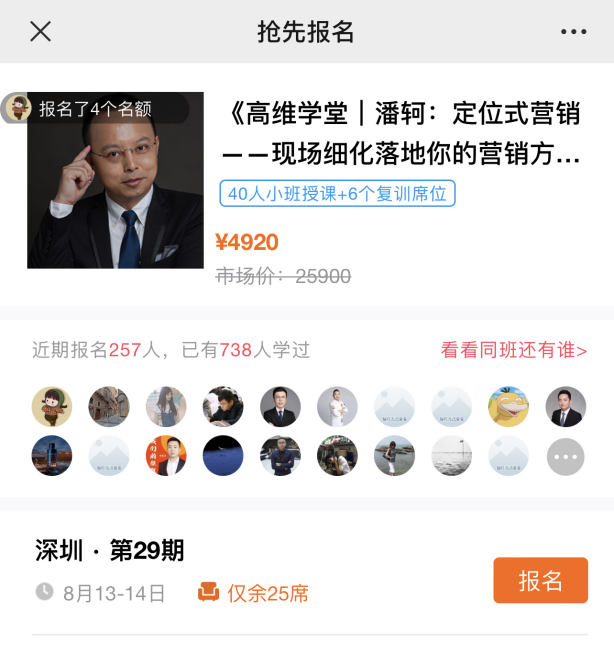 抢先报名
报名了4个名额
《高维学堂｜潘轲：定位式营销
——现场细化落地你的营销方...
40人小班授课+6个复训席位
¥4920
市场价：25900
近期报名257人，已有738人学过
看看同班还有谁>
深圳 · 第29期
8月13-14日
仅余25席
报名